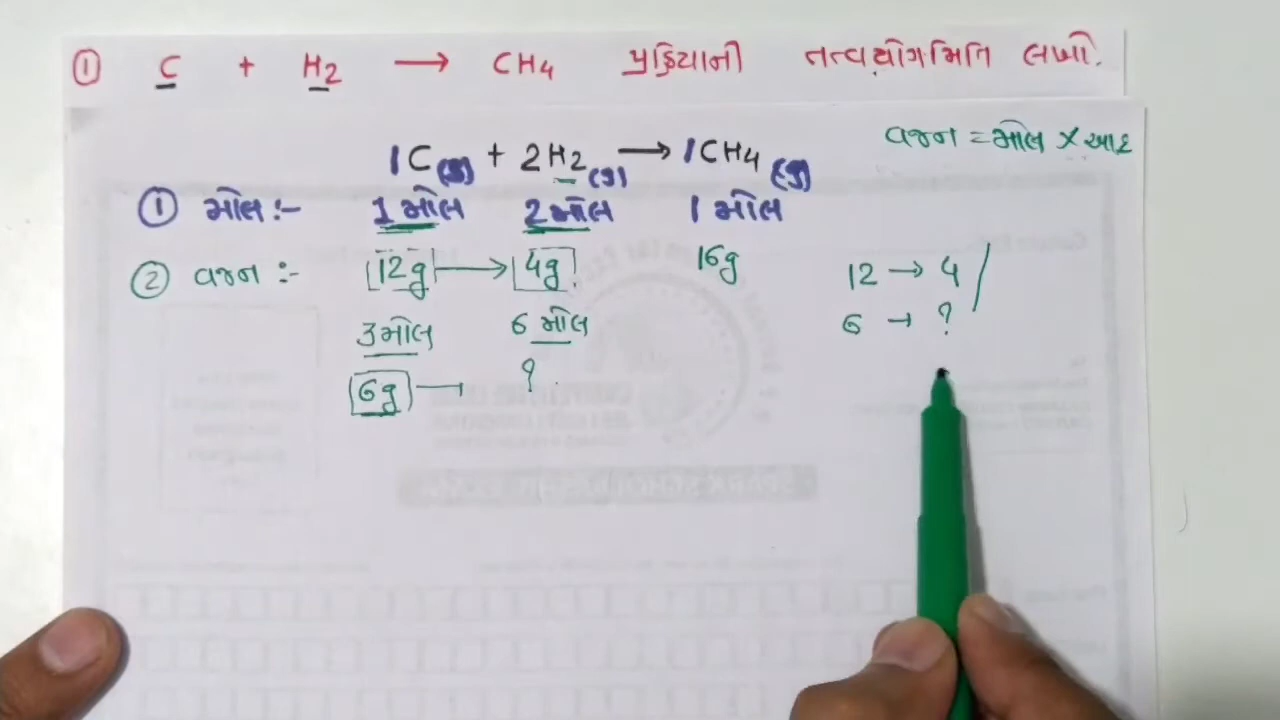 ① C + H2 → CH4 પ્રક્રિયાની તત્વયોગમિતિ લખો.
વજન = મોલ × આદ
1C(g) + 2H2(g) → 1CH4(g)
① મોલ :- 1 મોલ 2 મોલ 1 મોલ
② વજન :- 12g → 4g 16g
12 → 4
3 મોલ 6 મોલ
6 → ?
6g → ?